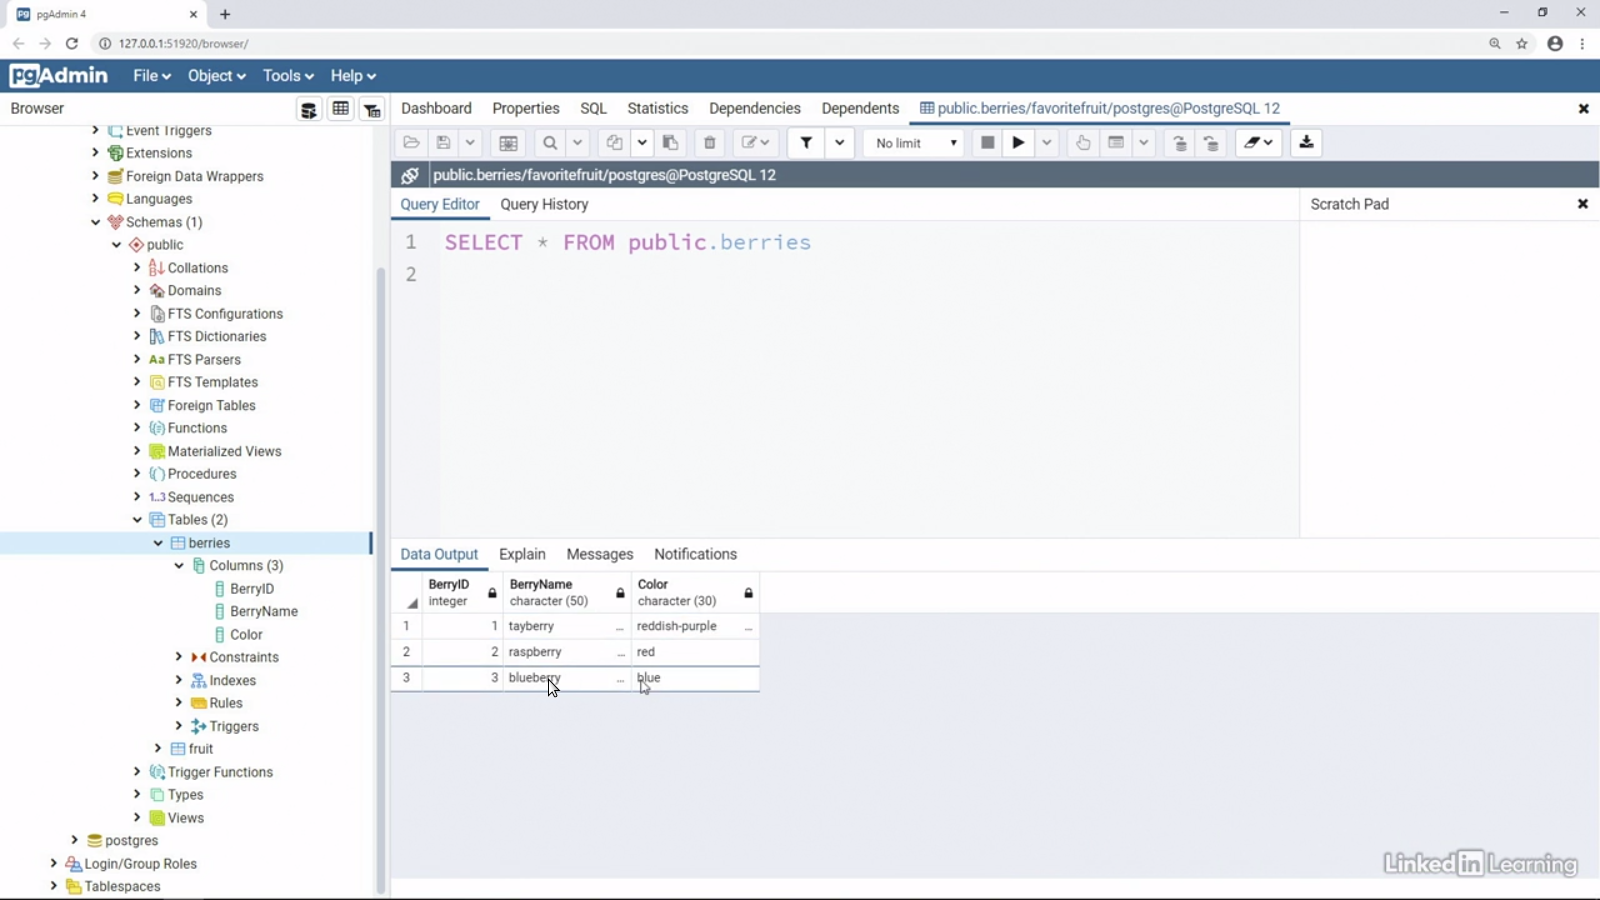 pgAdmin 4
127.0.0.1:51920/browser/
pgAdmin File Object Tools Help
Browser
Dashboard Properties SQL Statistics Dependencies Dependents public.berries/favoritefruit/postgres@PostgreSQL 12
No limit
public.berries/favoritefruit/postgres@PostgreSQL 12
Query Editor Query History
Scratch Pad
1 SELECT * FROM public.berries
2
Event Triggers
Extensions
Foreign Data Wrappers
Languages
Schemas (1)
public
Collations
Domains
FTS Configurations
FTS Dictionaries
Aa FTS Parsers
FTS Templates
Foreign Tables
Functions
Materialized Views
Procedures
1..3 Sequences
Tables (2)
berries
Columns (3)
BerryID
BerryName
Color
Constraints
Indexes
Rules
Triggers
fruit
Trigger Functions
Types
Views
postgres
Login/Group Roles
Tablespaces
Data Output Explain Messages Notifications
BerryID BerryName Color
integer character (50) character (30)
1 1 tayberry ... reddish-purple ...
2 2 raspberry ... red
3 3 blueberry ... blue
Linked in Learning